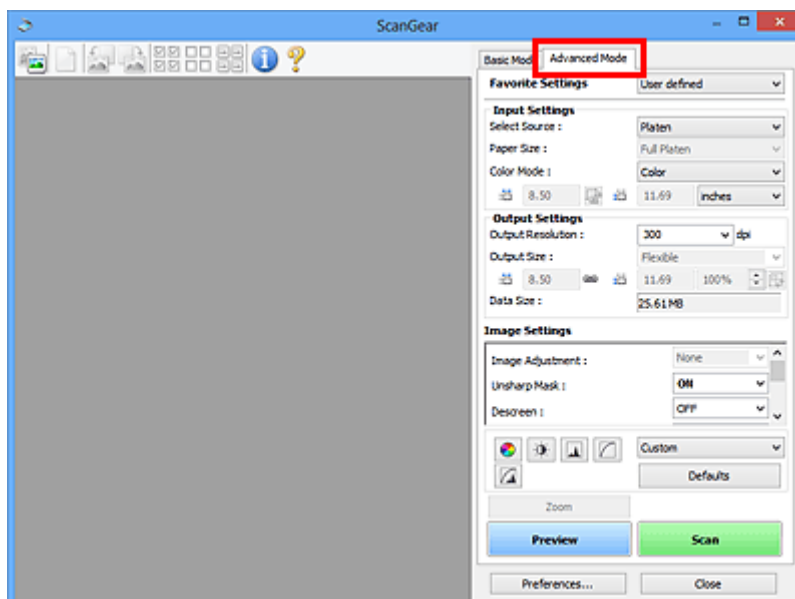 ScanGear
Basic Mod Advanced Mode
Favorite Settings User defined
Input Settings
Select Source : Platen
Paper Size : Full Platen
Color Mode : Color
8.50 11.69 inches
Output Settings
Output Resolution : 300 dpi
Output Size : Flexible
8.50 11.69 100%
Data Size : 25.61MB
Image Settings
Image Adjustment : None
Unsharp Mask : ON
Descreen : OFF
Custom
Defaults
Zoom
Preview Scan
Preferences... Close